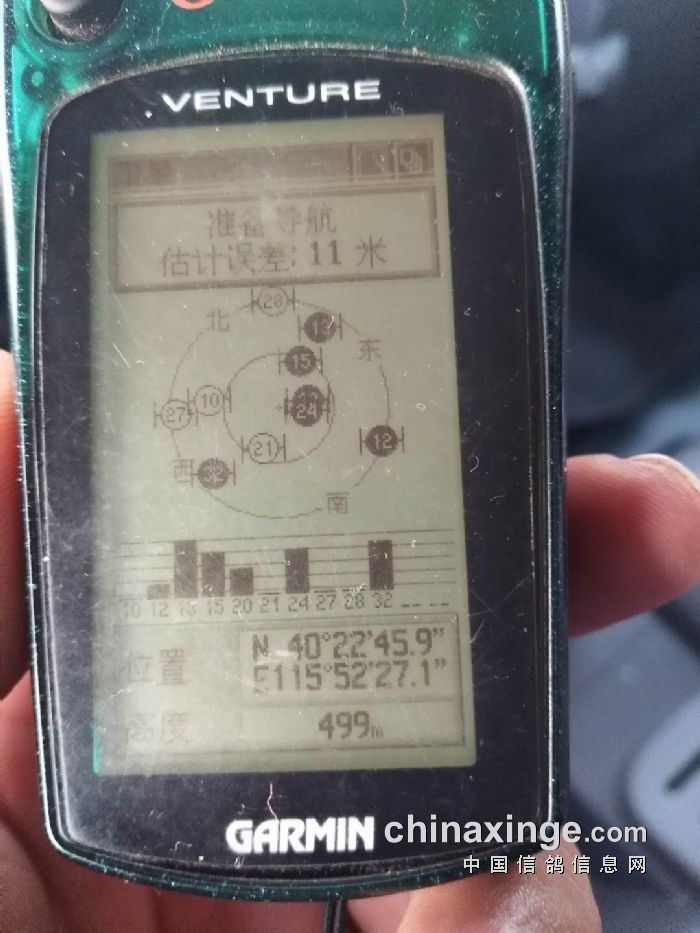 VENTURE
准备导航
估计误差: 11 米
28
北
13
东
15
10
27
24
12
21
西
32
南
10 12 13 15 20 21 24 27 28 32 __ __
位置
N 40°22'45.9"
E115°52'27.1"
高度
499m
GARMIN
chinaxinge.com
中国信鸽信息网